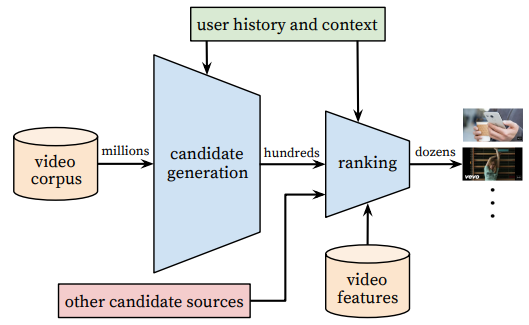 user history and context
video
corpus
millions
candidate
generation
hundreds
ranking
dozens
vevo
other candidate sources
video
features